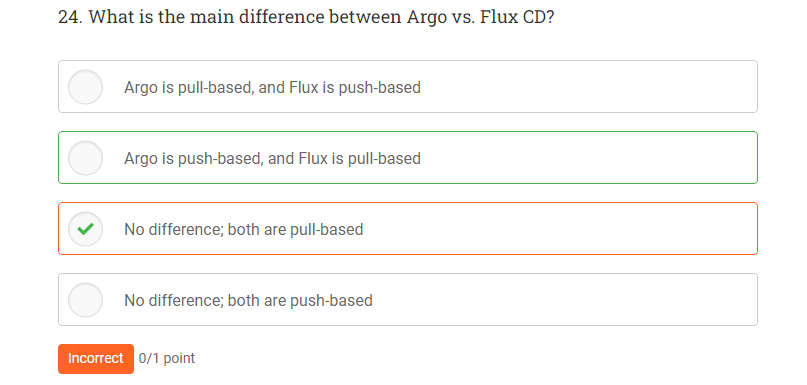 24. What is the main difference between Argo vs. Flux CD?
Argo is pull-based, and Flux is push-based
Argo is push-based, and Flux is pull-based
No difference; both are pull-based
No difference; both are push-based
Incorrect 0/1 point